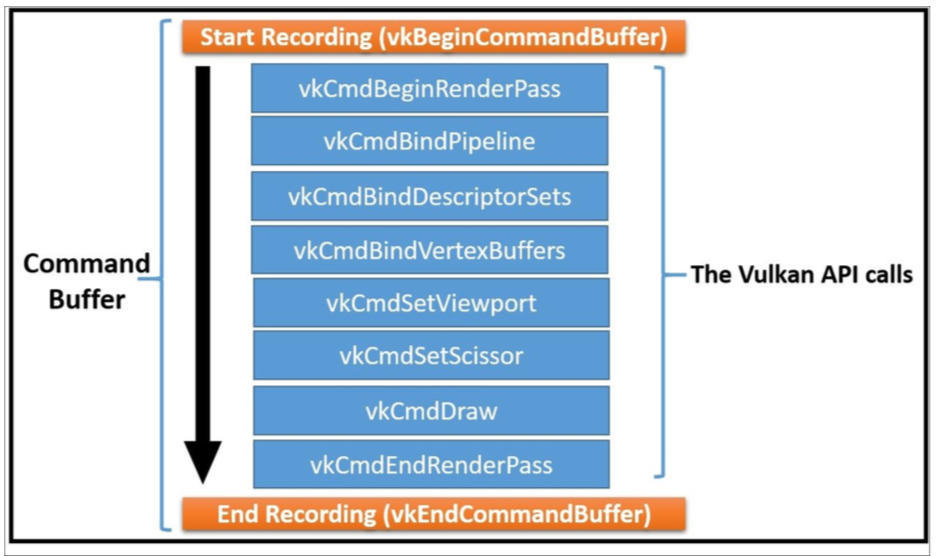 Start Recording (vkBeginCommandBuffer)
vkCmdBeginRenderPass
vkCmdBindPipeline
vkCmdBindDescriptorSets
vkCmdBindVertexBuffers
vkCmdSetViewport
vkCmdSetScissor
vkCmdDraw
vkCmdEndRenderPass
End Recording (vkEndCommandBuffer)
Command
Buffer
The Vulkan API calls